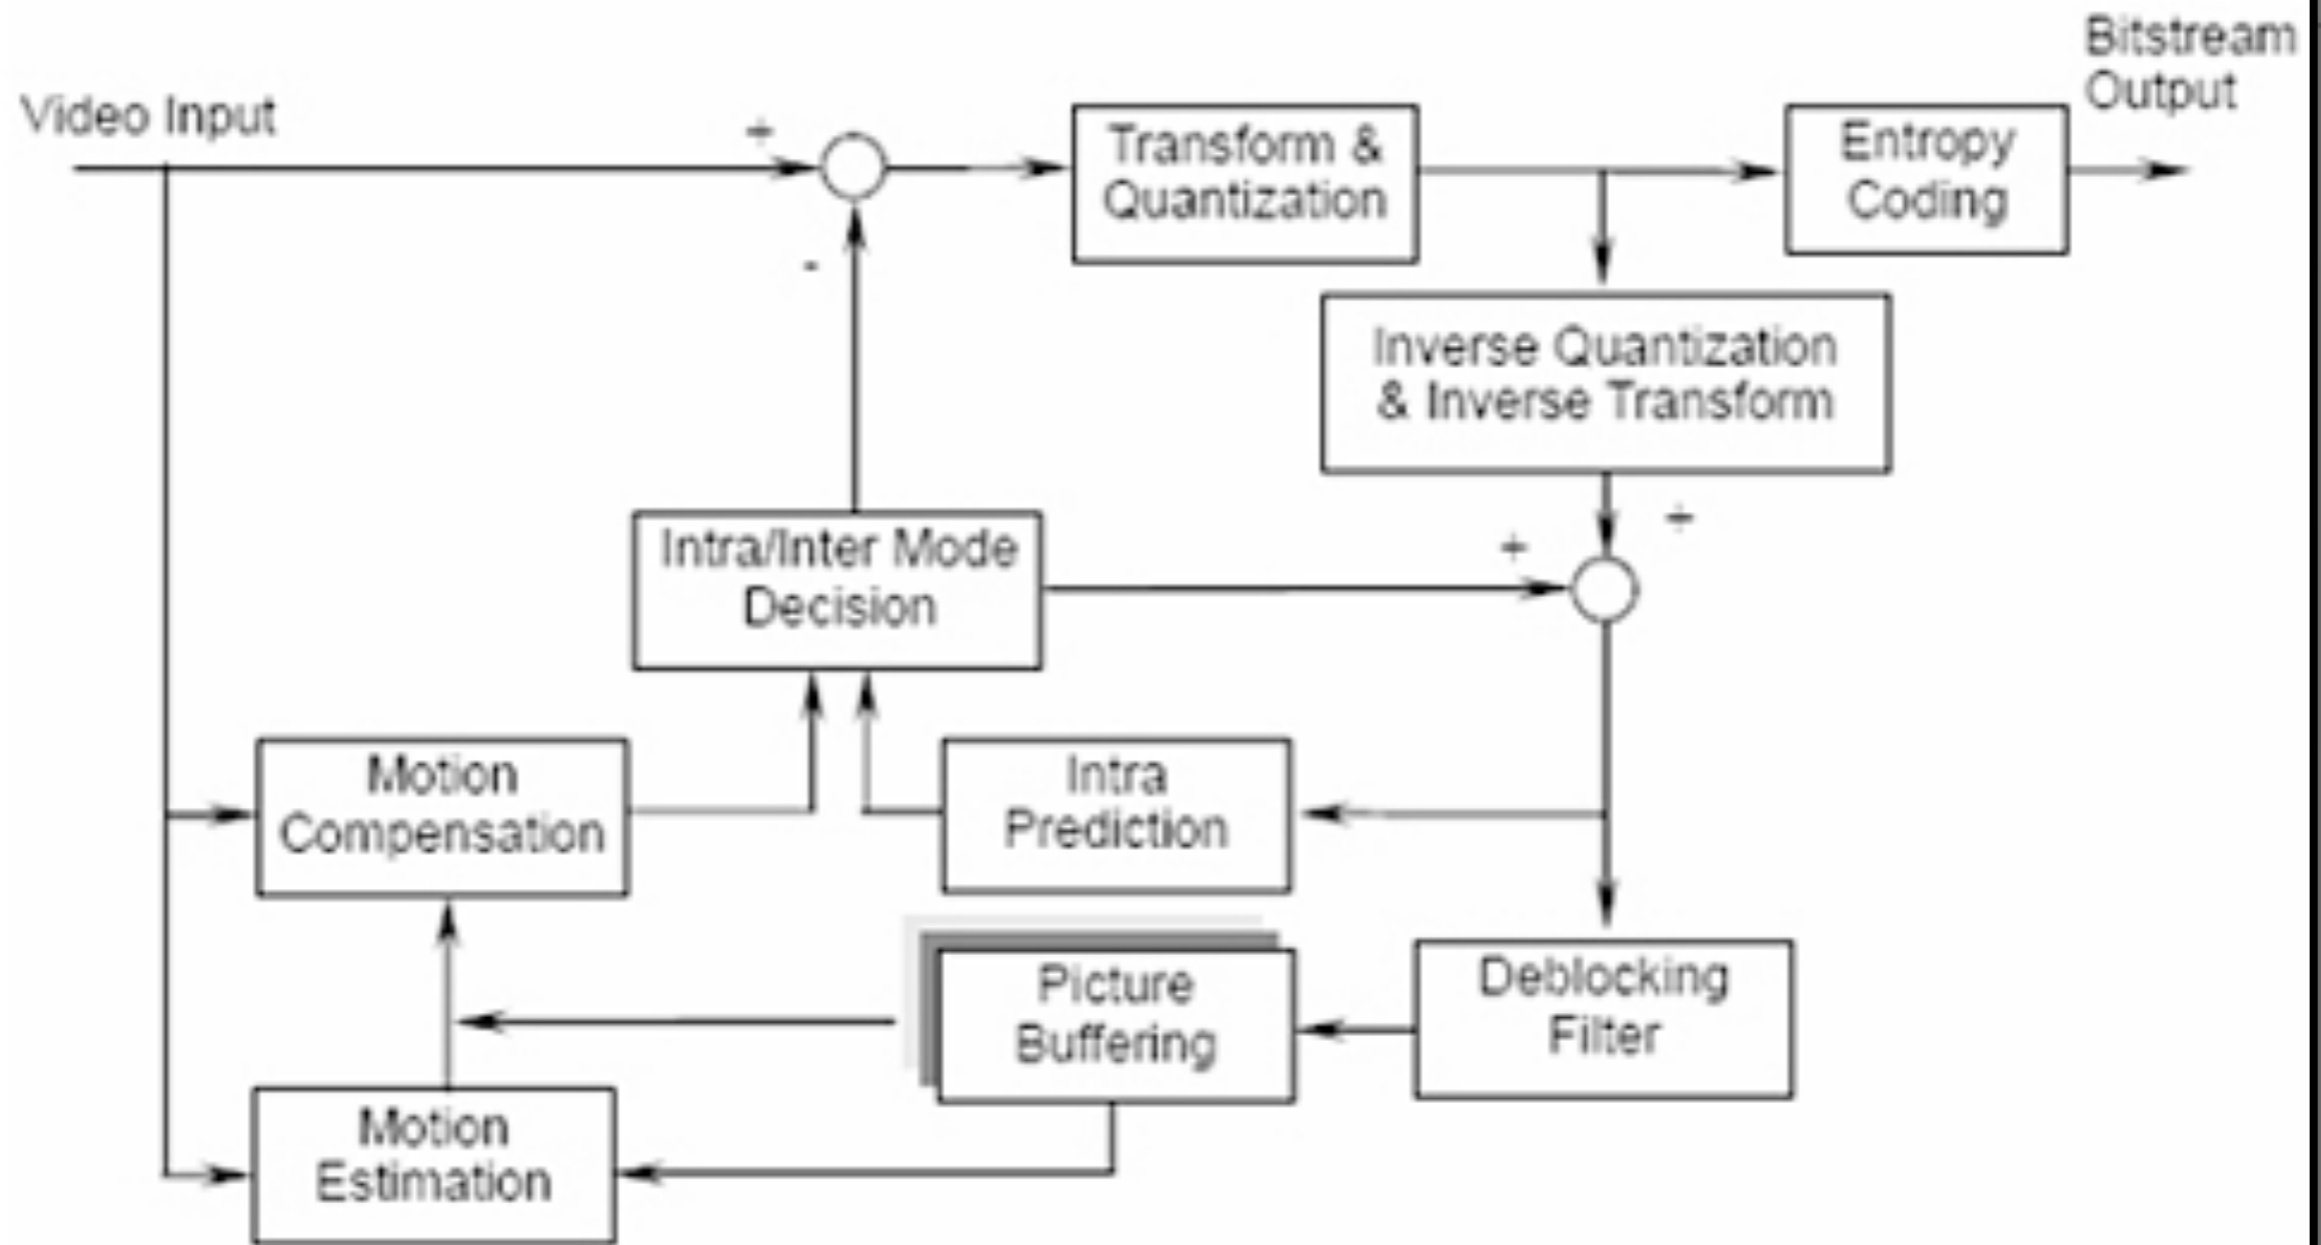 Bitstream
Output
Video Input
+
Transform &
Quantization
Entropy
Coding
-
Inverse Quantization
& Inverse Transform
+
+
Intra/Inter Mode
Decision
Motion
Compensation
Intra
Prediction
Picture
Buffering
Deblocking
Filter
Motion
Estimation